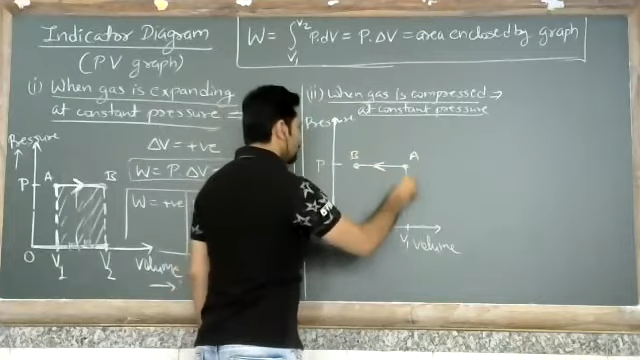 Indicator Diagram
(PV graph)
W = ∫ V₁ V₂ P.dV = P.ΔV = area enclosed by graph
(i) When gas is expanding
at constant pressure =
Pressure
P A B
O V₁ V₂ Volume
ΔV = +ve
W = P.ΔV
W = +ve
(ii) When gas is compressed →
at constant pressure
Pressure
P B A
V₁ Volume